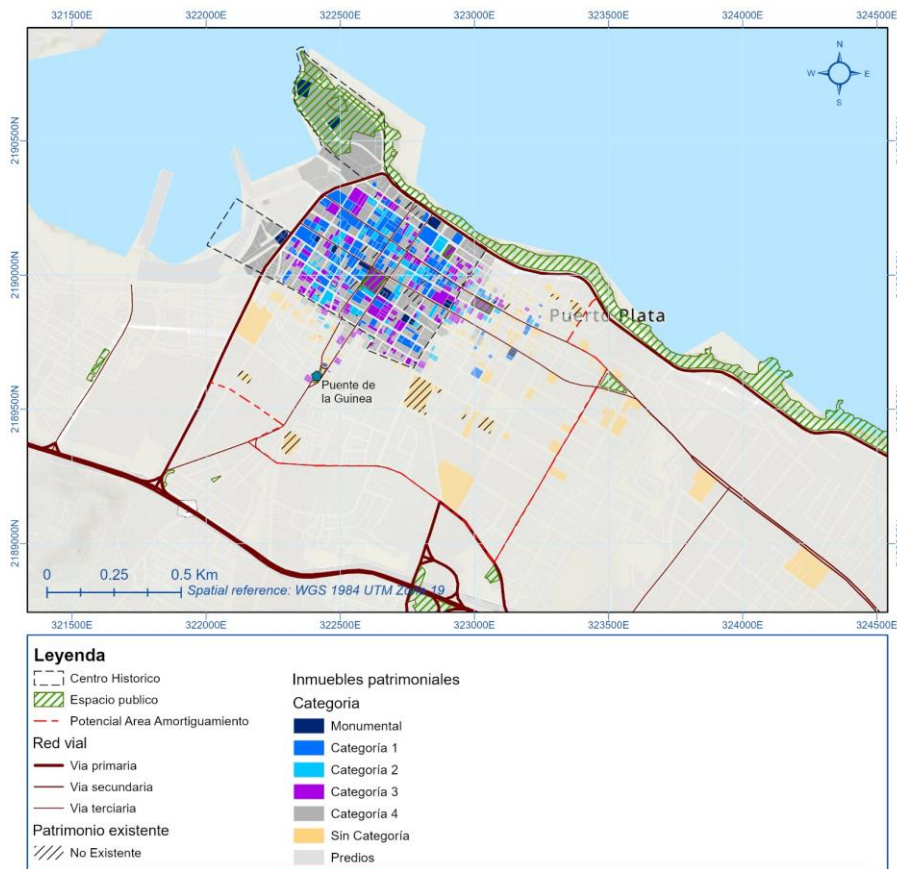 321500E 322000E 322500E 323000E 323500E 324000E 324500E
N
W E
S
2190500N
2190000N
Puerto Plata
Puente de
la Guinea
2189500N
2189000N
0 0.25 0.5 Km
Spatial reference: WGS 1984 UTM Zone 19
321500E 322000E 322500E 323000E 323500E 324000E 324500E
Leyenda
Centro Historico
Espacio publico
Potencial Area Amortiguamiento
Red vial
Via primaria
Via secundaria
Via terciaria
Patrimonio existente
No Existente
Inmuebles patrimoniales
Categoria
Monumental
Categoría 1
Categoría 2
Categoría 3
Categoría 4
Sin Categoría
Predios